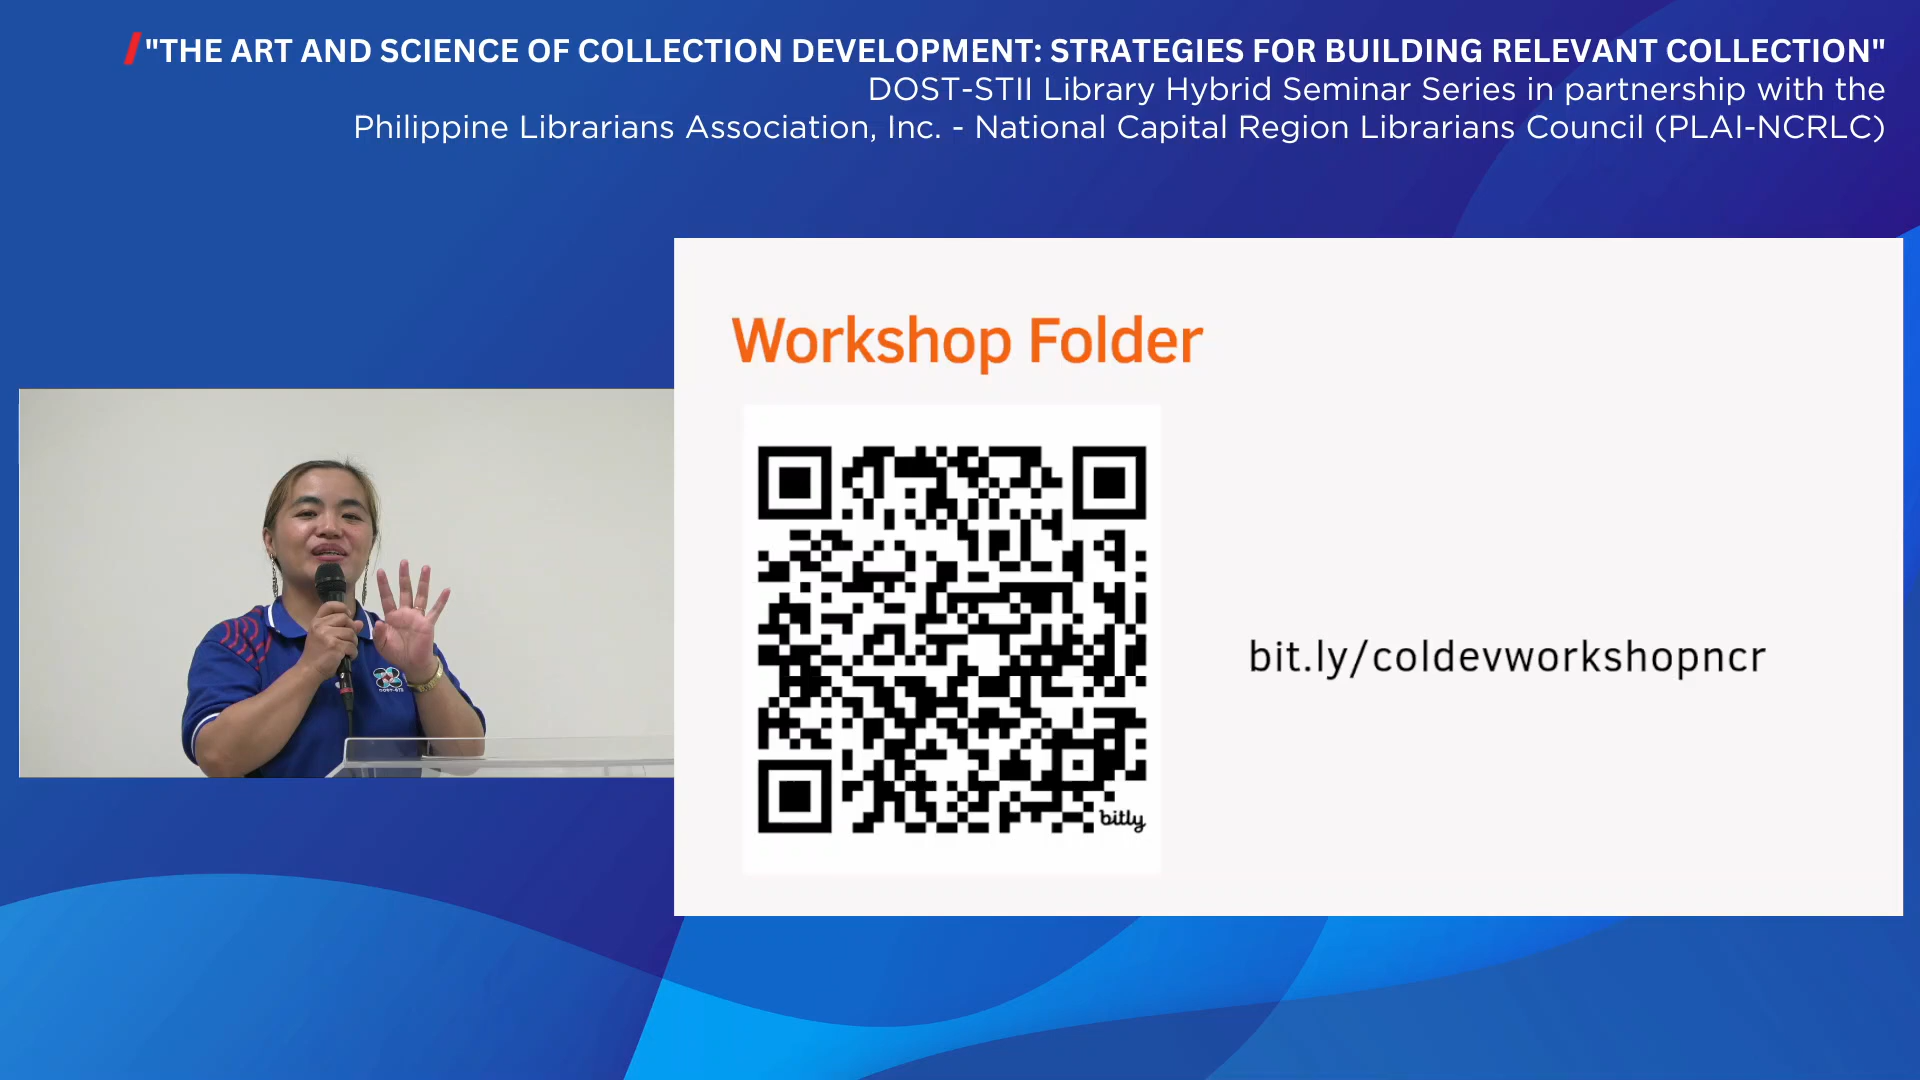 "THE ART AND SCIENCE OF COLLECTION DEVELOPMENT: STRATEGIES FOR BUILDING RELEVANT COLLECTION"
DOST-STII Library Hybrid Seminar Series in partnership with the
Philippine Librarians Association, Inc. - National Capital Region Librarians Council (PLAI-NCRLC)
Workshop Folder
bit.ly/coldevworkshopncr
bitly